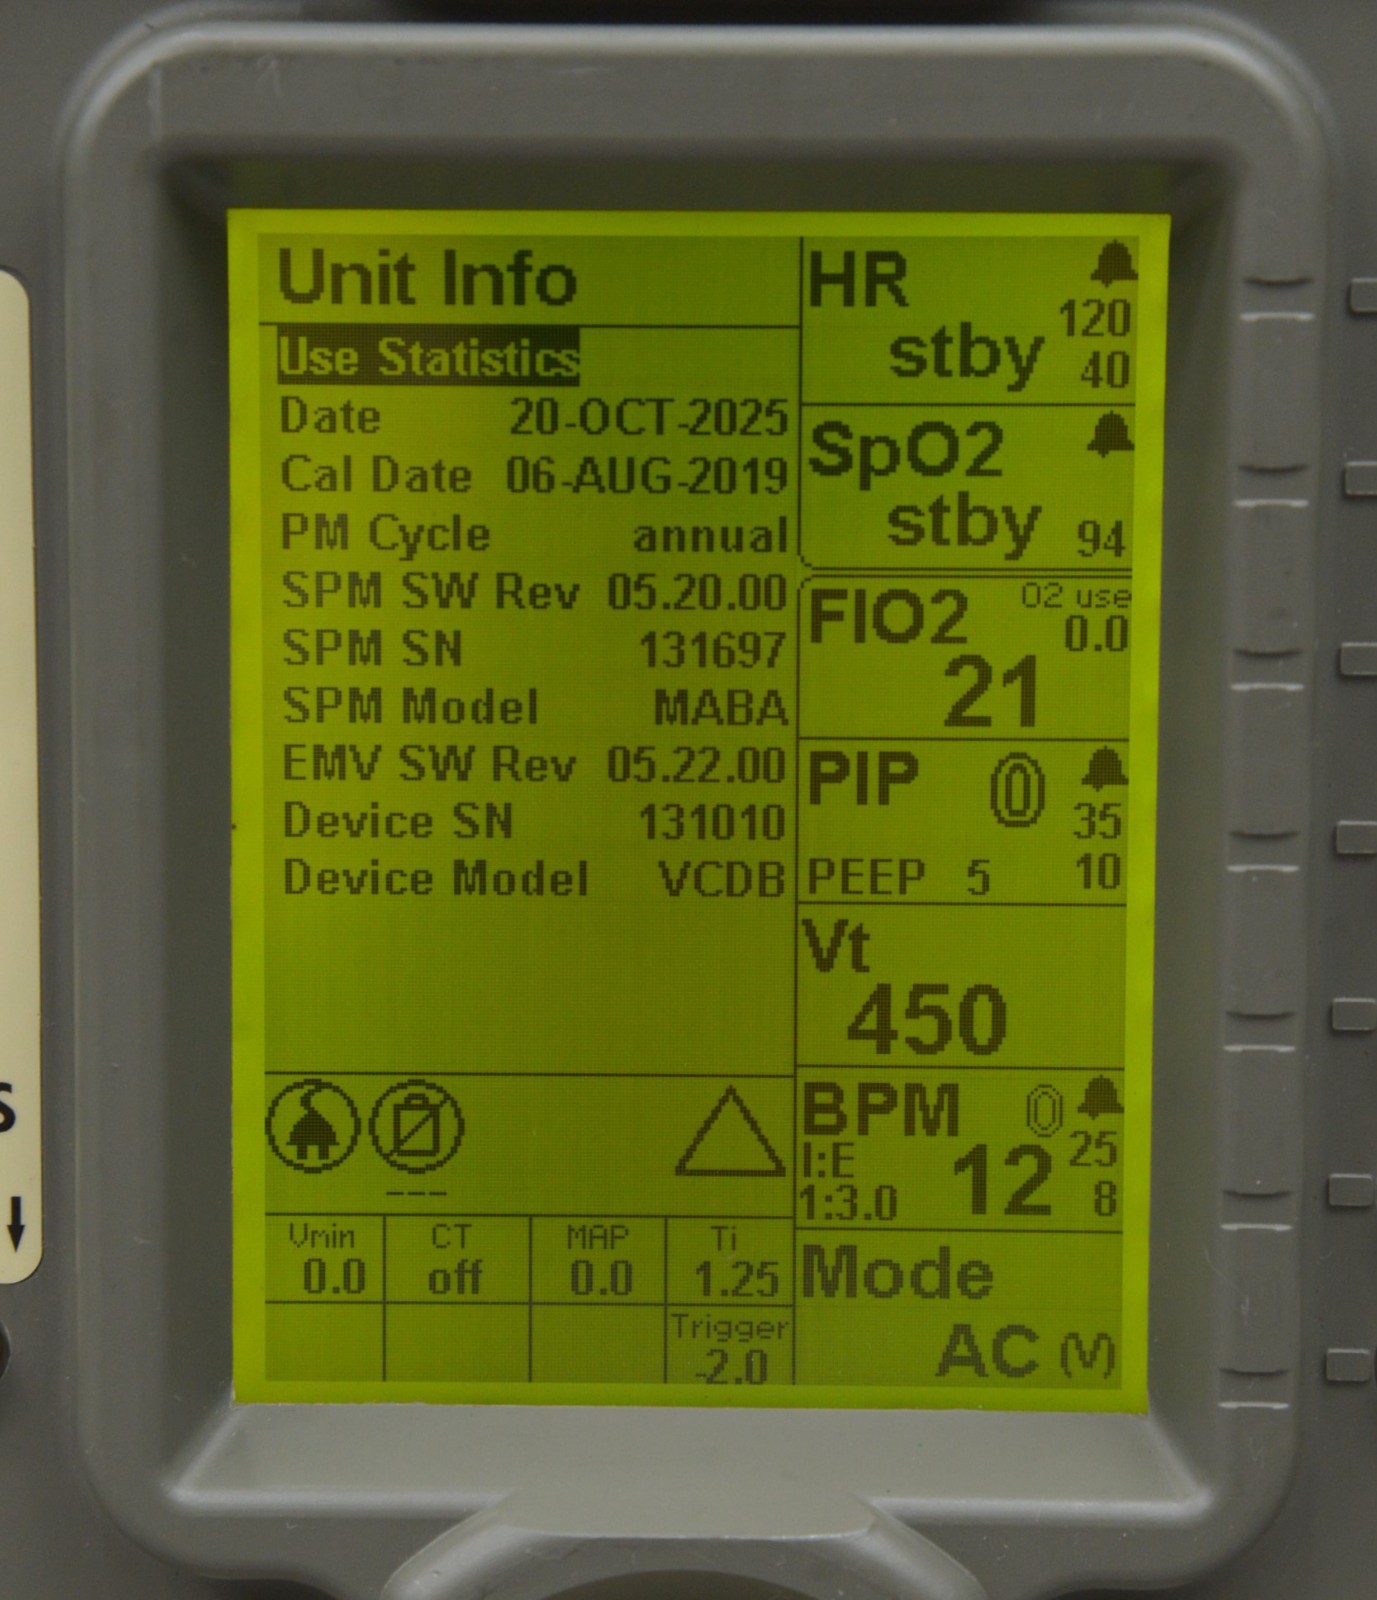 Unit Info
Use Statistics
Date 20-OCT-2025
Cal Date 06-AUG-2019
PM Cycle annual
SPM SW Rev 05.20.00
SPM SN 131697
SPM Model MABA
EMV SW Rev 05.22.00
Device SN 131010
Device Model VCDB
---
Vmin CT MAP Ti
0.0 off 0.0 1.25
Trigger
-2.0
HR
120
stby
40
SpO2
stby 94
FIO2 O2 use
0.0
21
PIP 0
35
PEEP 5 10
Vt
450
BPM 0
I:E 12 25
1:3.0 8
Mode
AC (V)
S